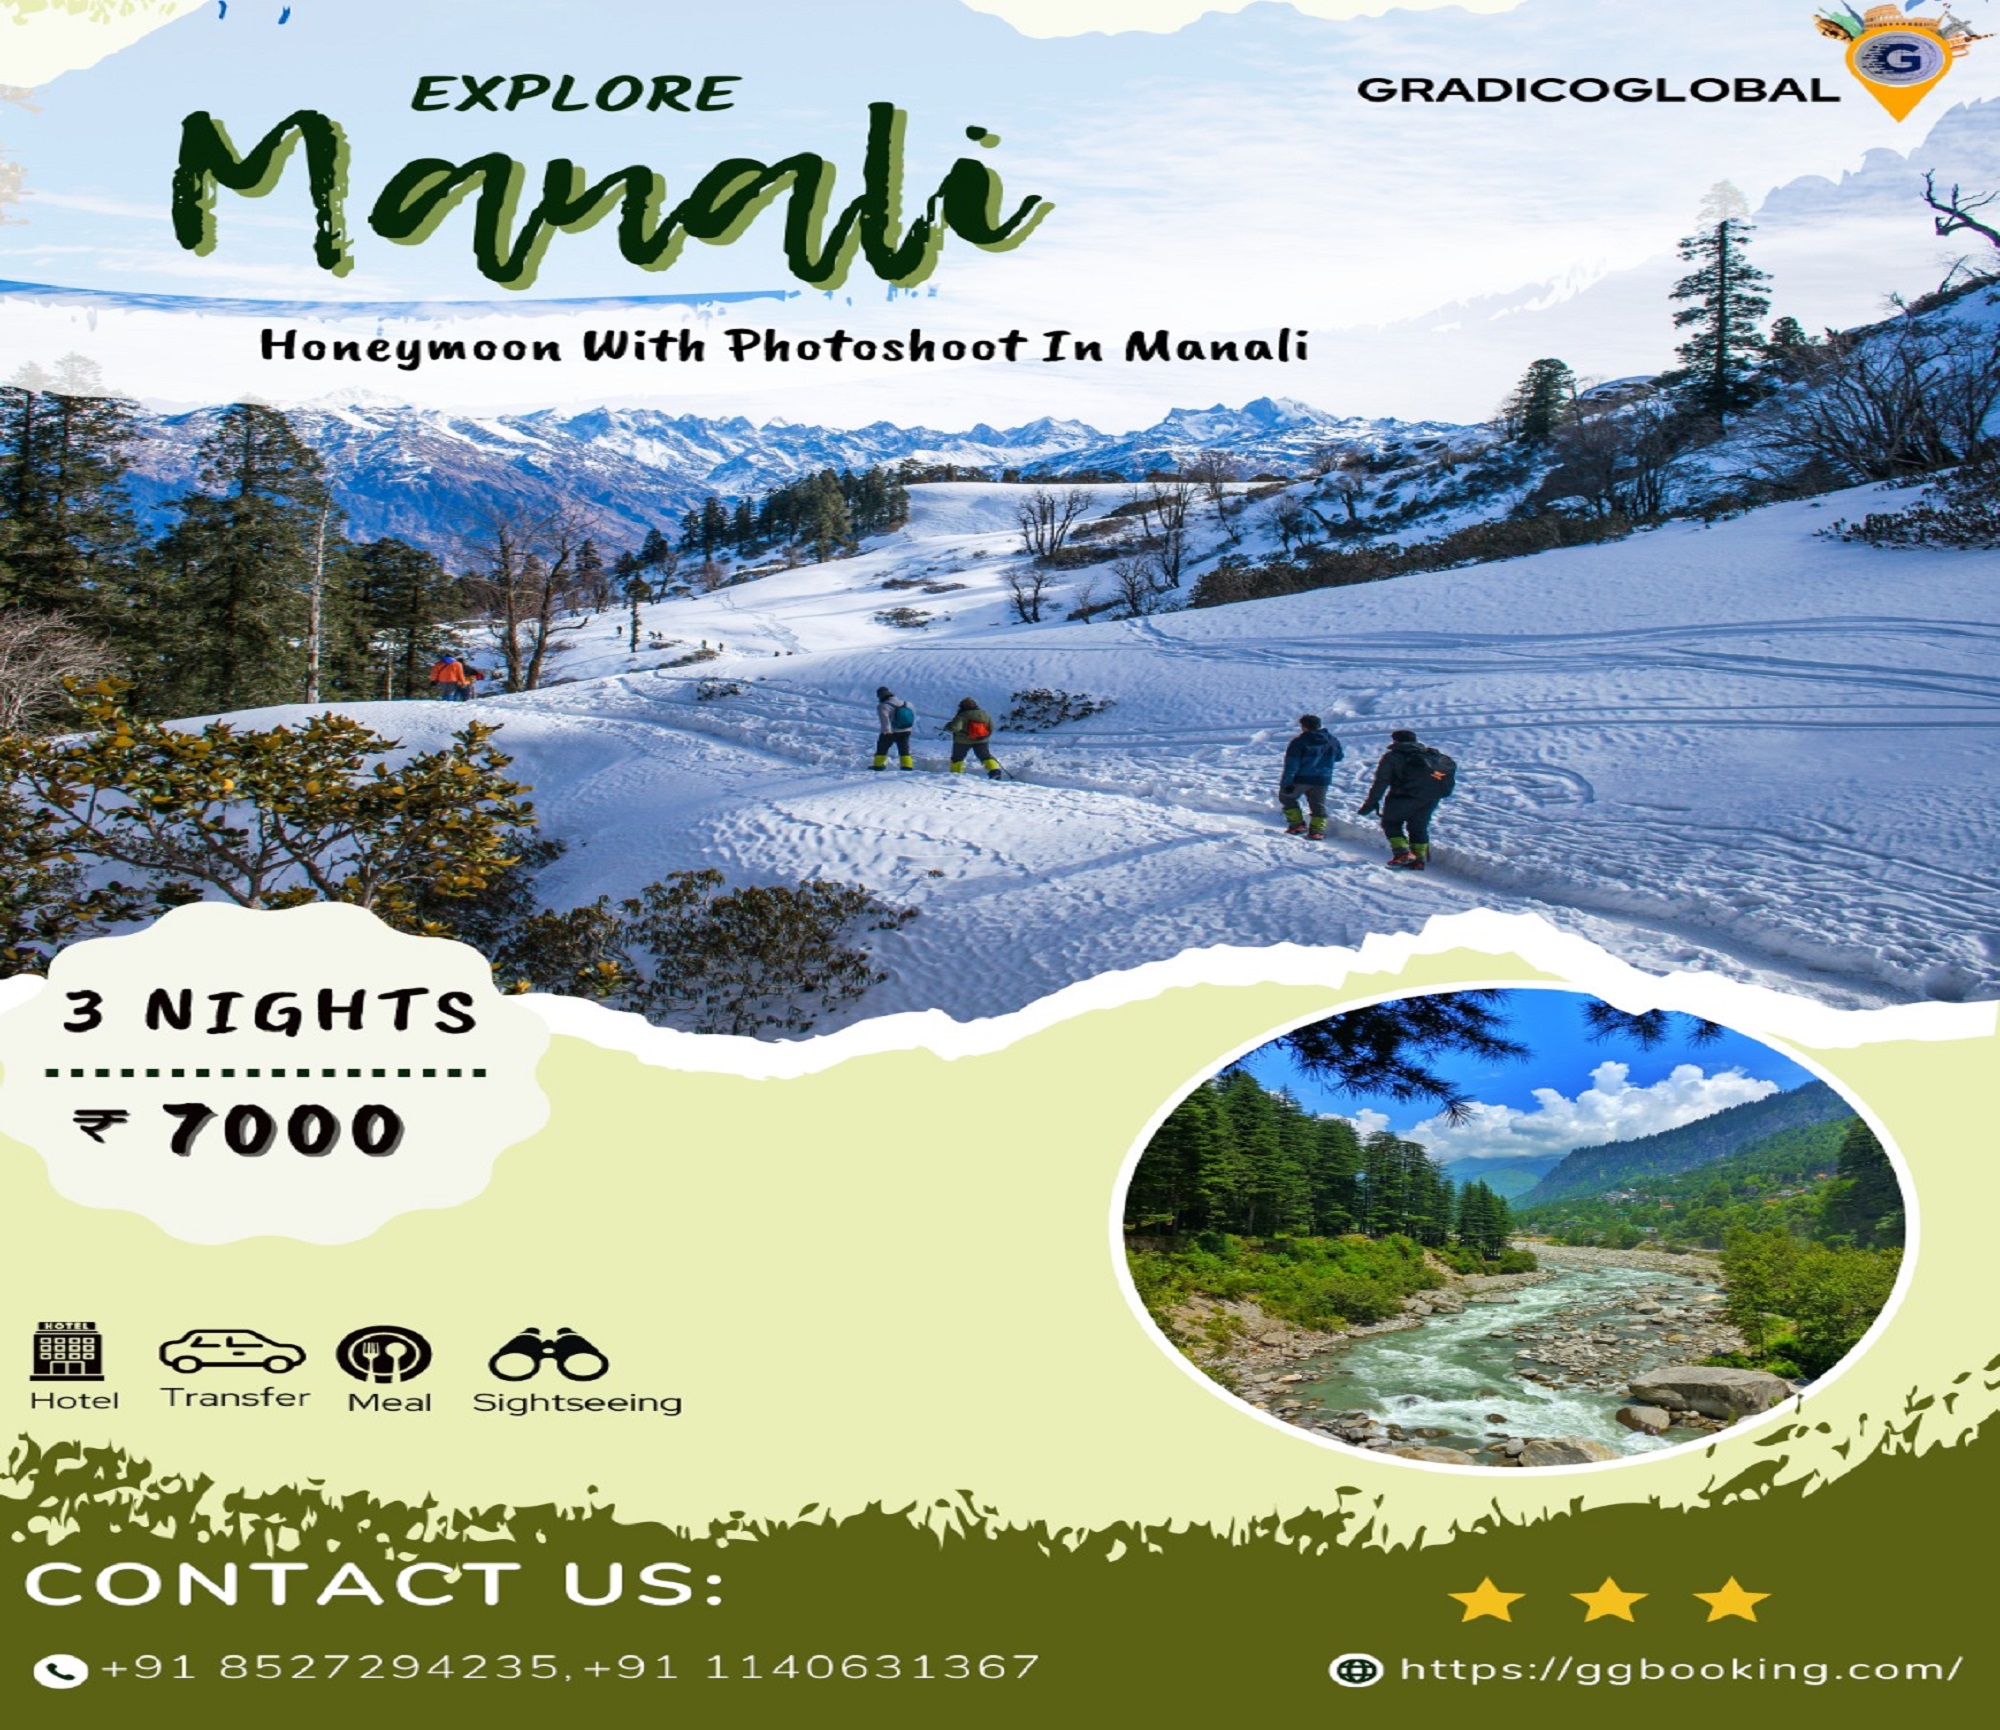 EXPLORE
Manali
GRADICOGLOBAL
G
Honeymoon With Photoshoot In Manali
3 NIGHTS
₹ 7000
HOTEL
Hotel
Transfer
Meal
Sightseeing
CONTACT US:
+91 8527294235,+91 1140631367
https://ggbooking.com/